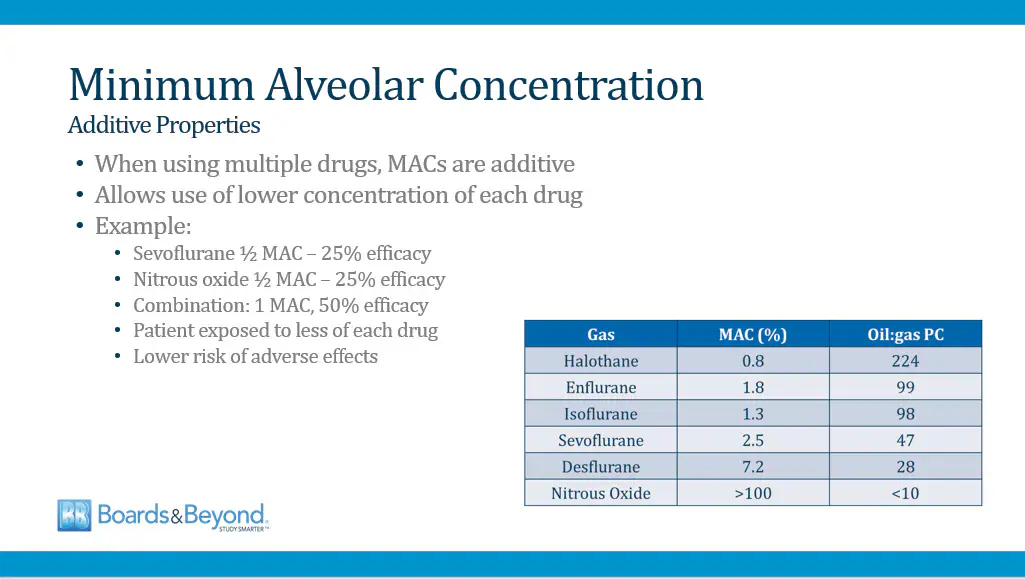 Minimum Alveolar Concentration
Additive Properties
• When using multiple drugs, MACs are additive
• Allows use of lower concentration of each drug
• Example:
• Sevoflurane ½ MAC – 25% efficacy
• Nitrous oxide ½ MAC – 25% efficacy
• Combination: 1 MAC, 50% efficacy
• Patient exposed to less of each drug
• Lower risk of adverse effects
Gas MAC (%) Oil:gas PC
Halothane 0.8 224
Enflurane 1.8 99
Isoflurane 1.3 98
Sevoflurane 2.5 47
Desflurane 7.2 28
Nitrous Oxide >100 <10
BB Boards&Beyond®
STUDY SMARTER™